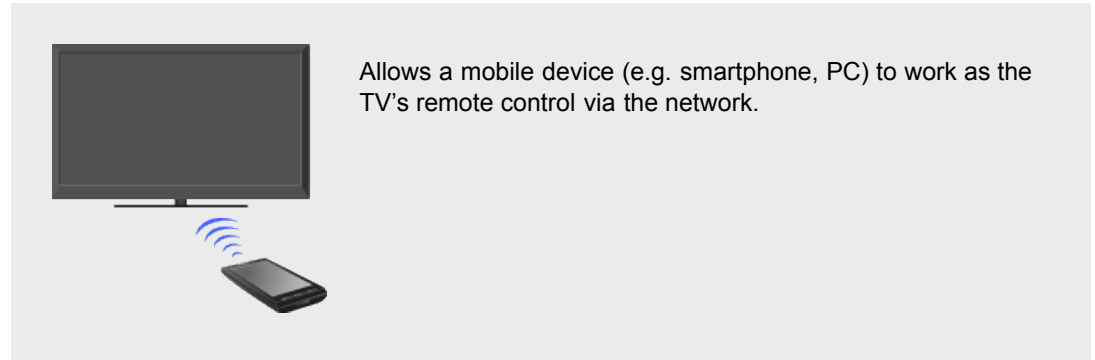 Allows a mobile device (e.g. smartphone, PC) to work as the
TV’s remote control via the network.